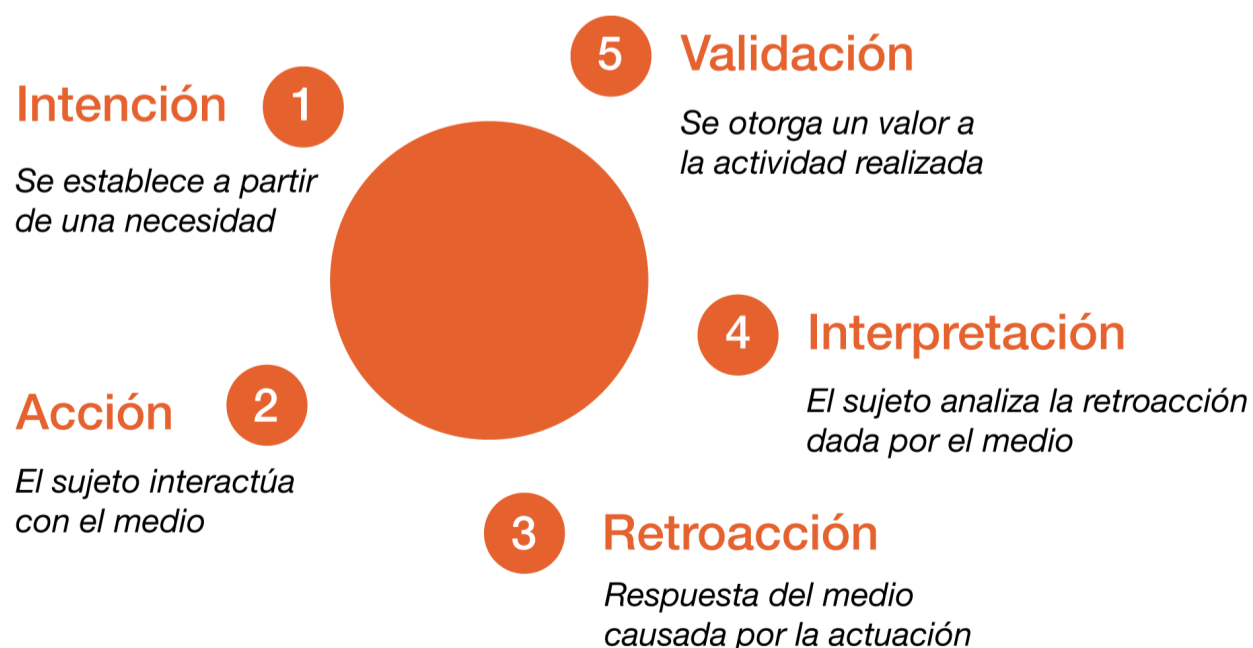 Intención 1
Se establece a partir
de una necesidad
Acción 2
El sujeto interactúa
con el medio
3 Retroacción
Respuesta del medio
causada por la actuación
4 Interpretación
El sujeto analiza la retroacción
dada por el medio
5 Validación
Se otorga un valor a
la actividad realizada